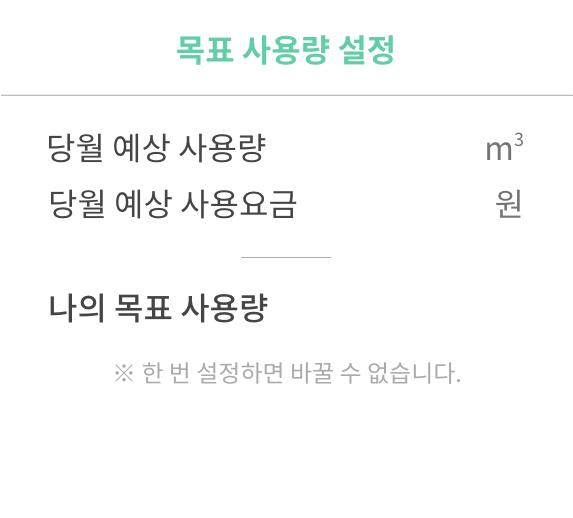 목표 사용량 설정
당월 예상 사용량 m³
당월 예상 사용요금 원
나의 목표 사용량
※ 한 번 설정하면 바꿀 수 없습니다.